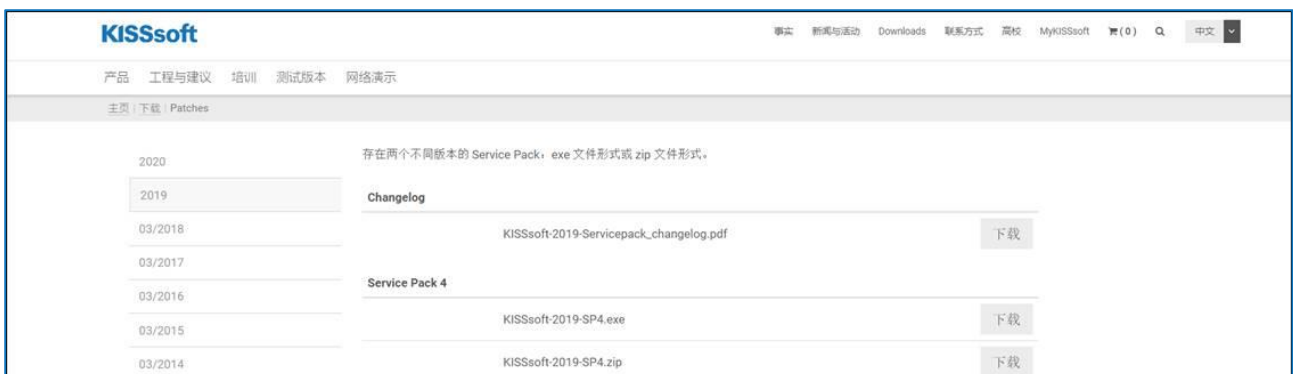 KISSsoft
事实 新闻与活动 Downloads 联系方式 高校 MyKISSsoft (0) 中文
产品 工程与建议 培训 测试版本 网络演示
主页 | 下载 | Patches
2020
2019
03/2018
03/2017
03/2016
03/2015
03/2014
存在两个不同版本的 Service Pack：exe 文件形式或 zip 文件形式。
Changelog
KISSsoft-2019-Servicepack_changelog.pdf 下载
Service Pack 4
KISSsoft-2019-SP4.exe 下载
KISSsoft-2019-SP4.zip 下载